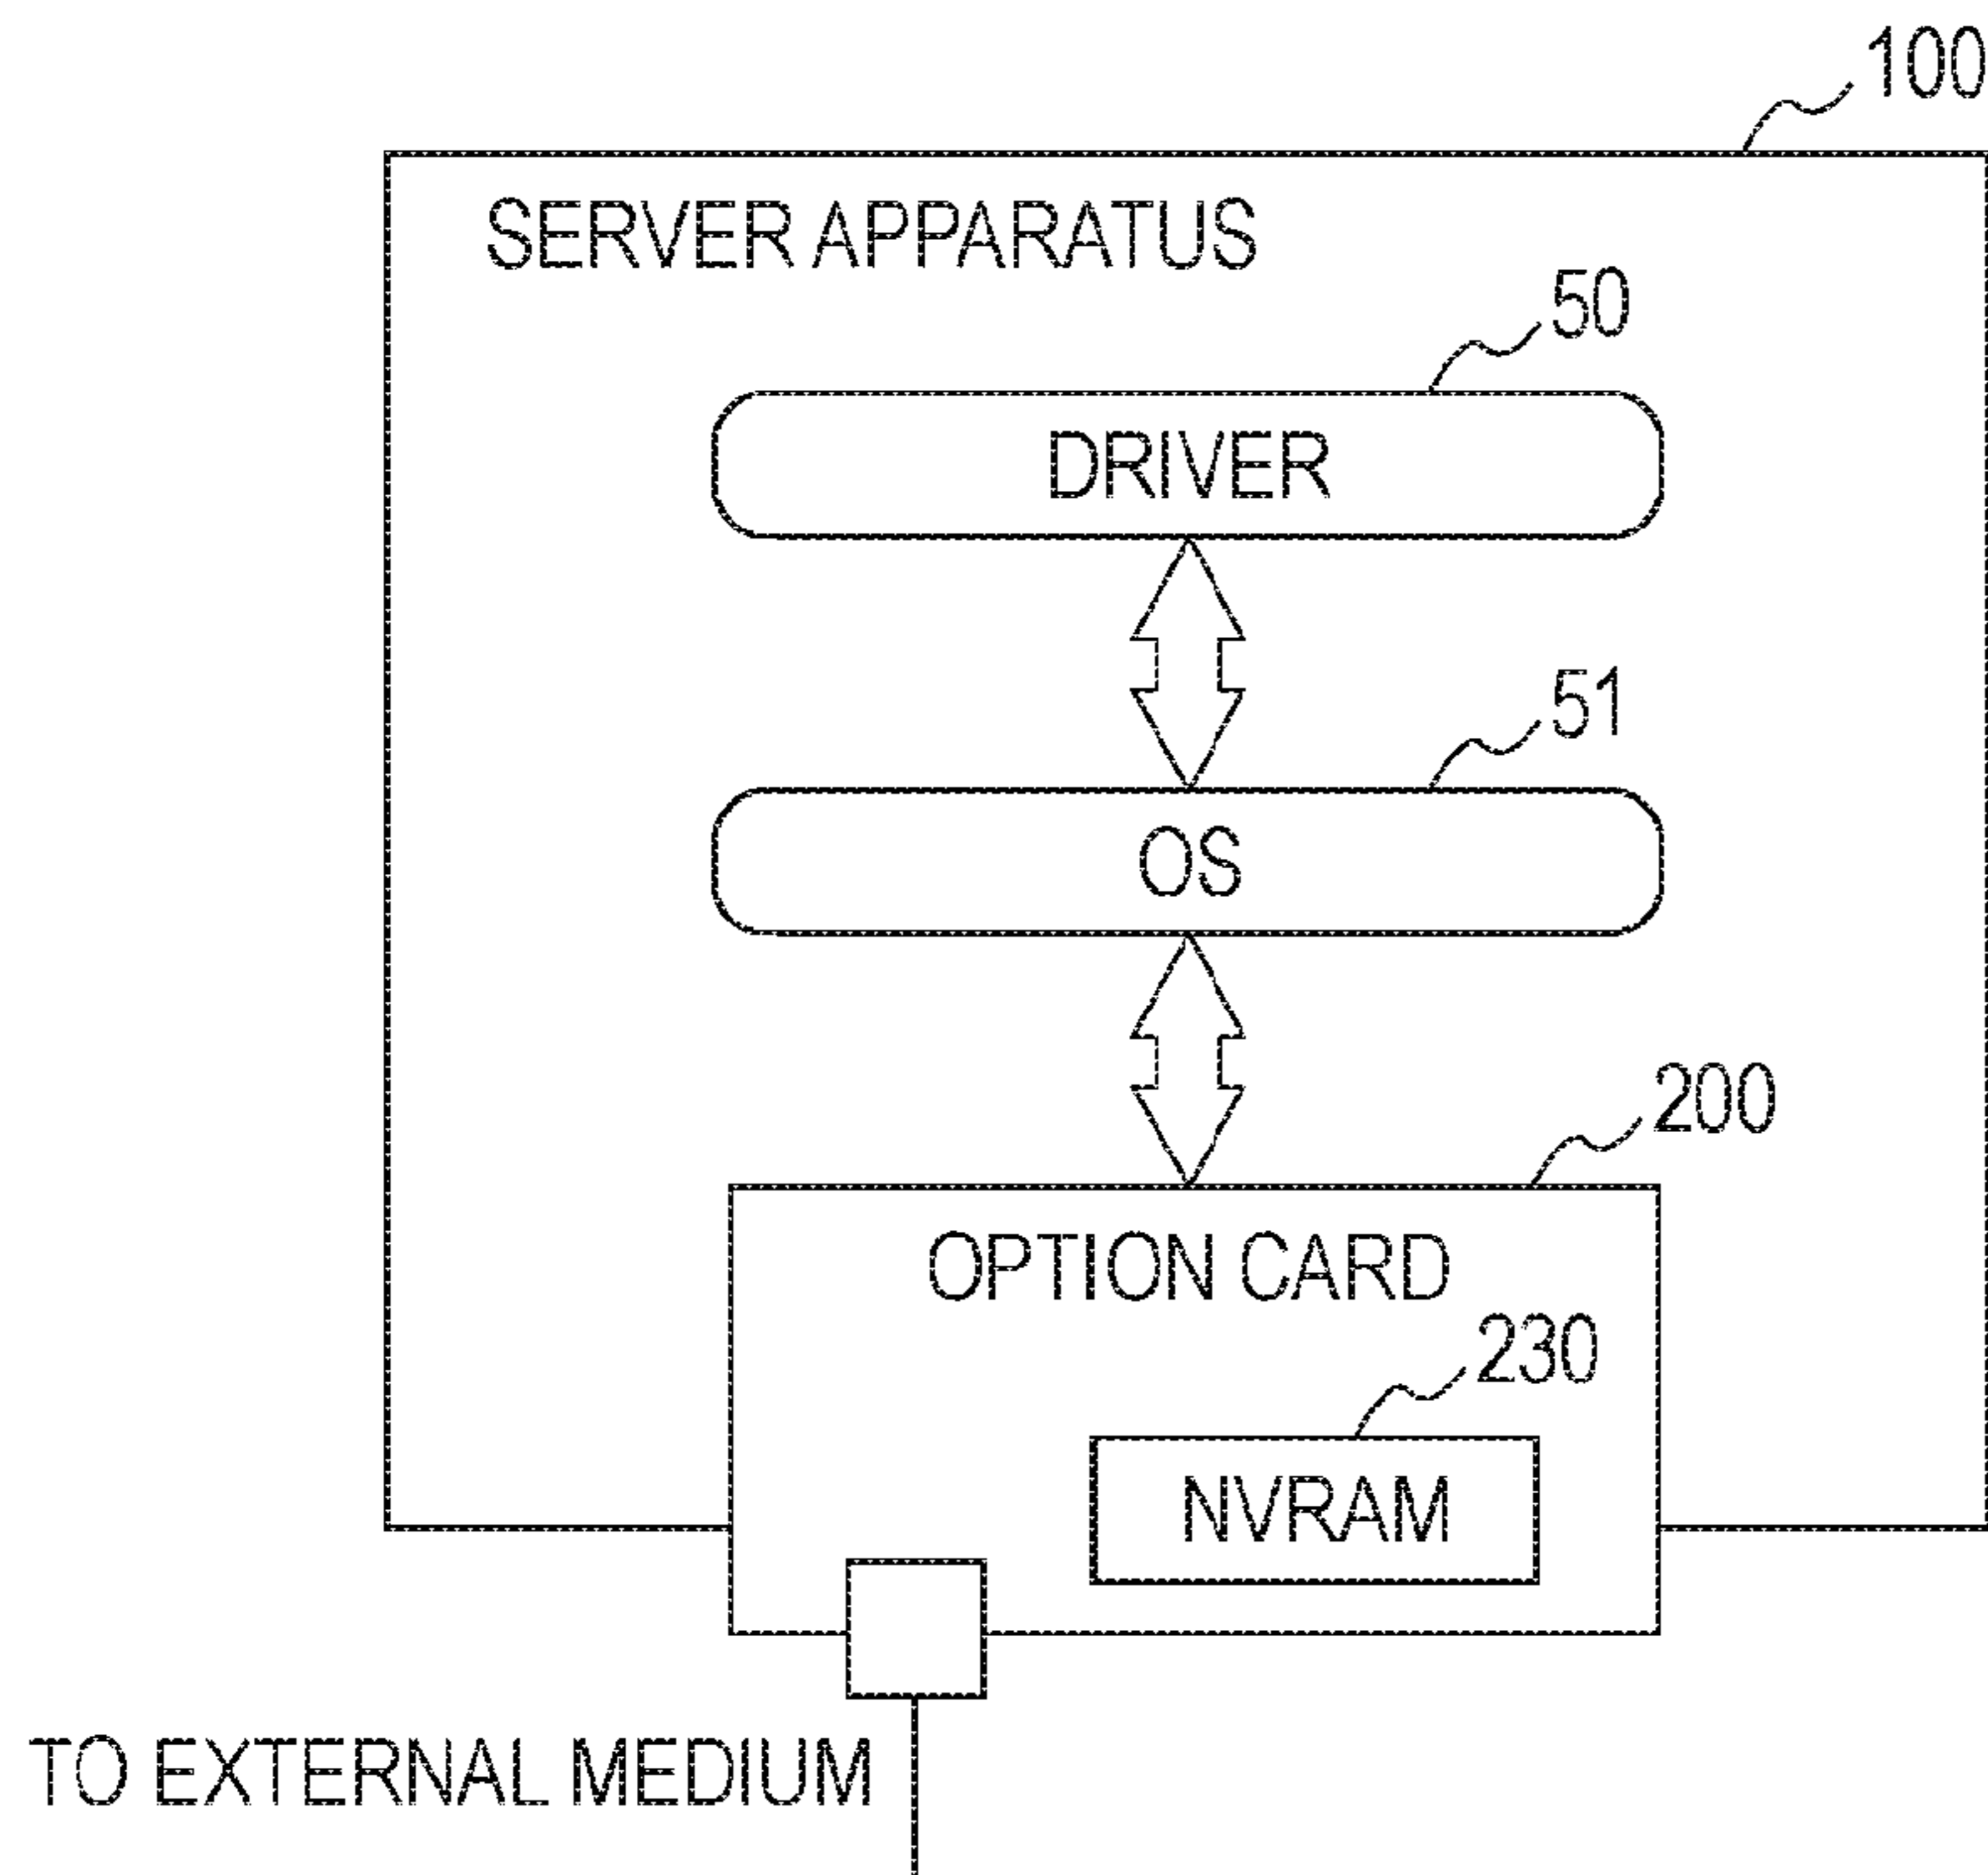 100
SERVER APPARATUS
50
DRIVER
51
OS
200
OPTION CARD
230
NVRAM
TO EXTERNAL MEDIUM